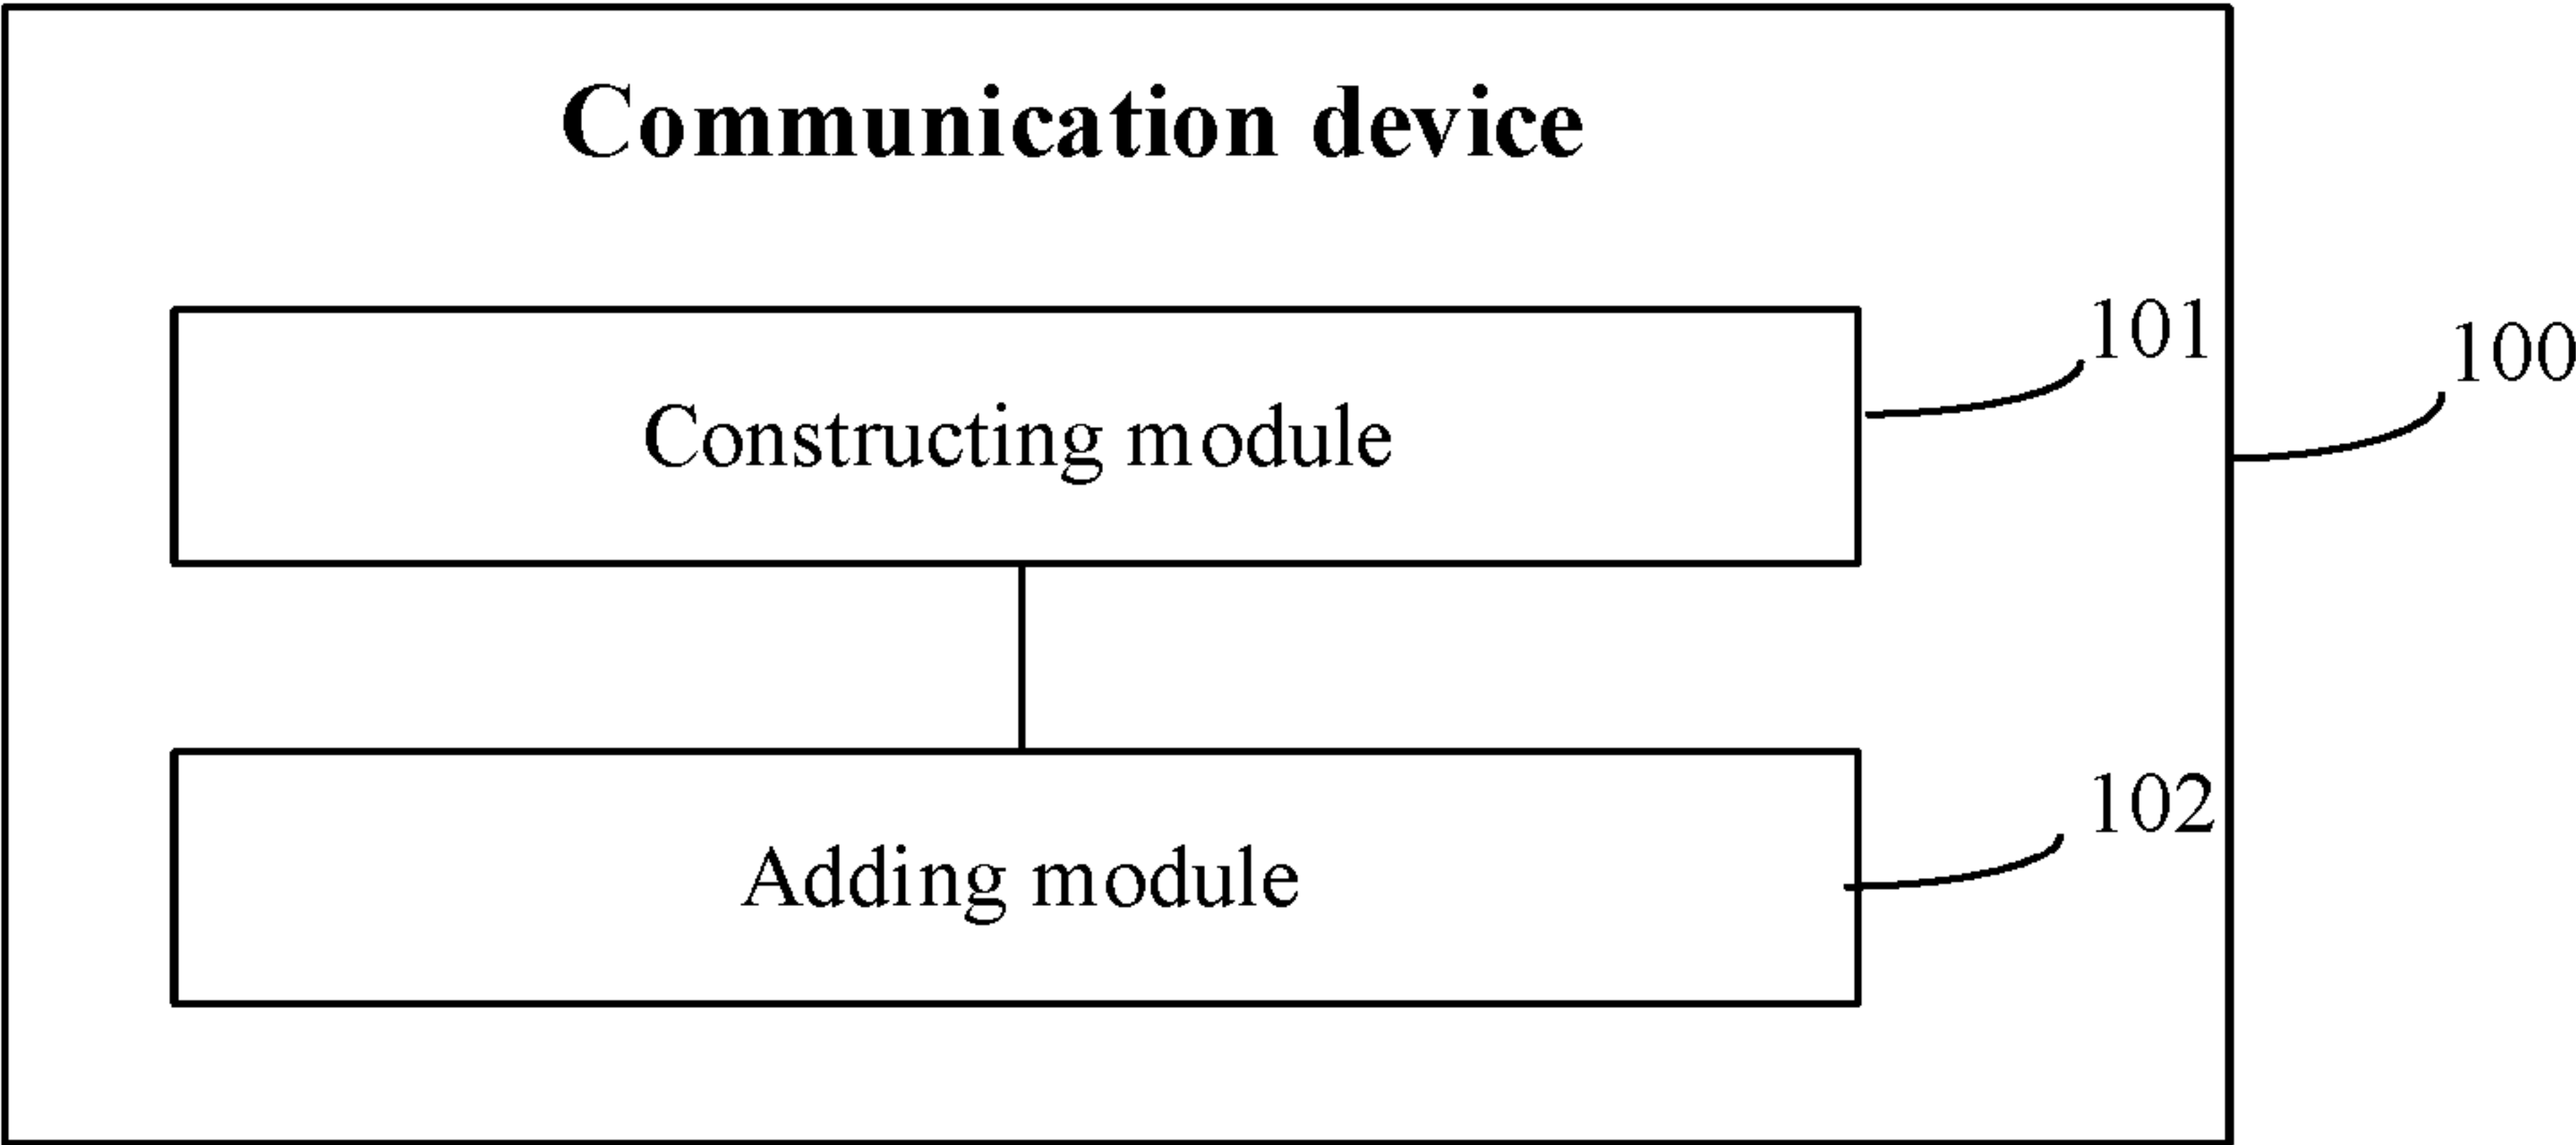 Communication device
101
100
Constructing module
102
Adding module